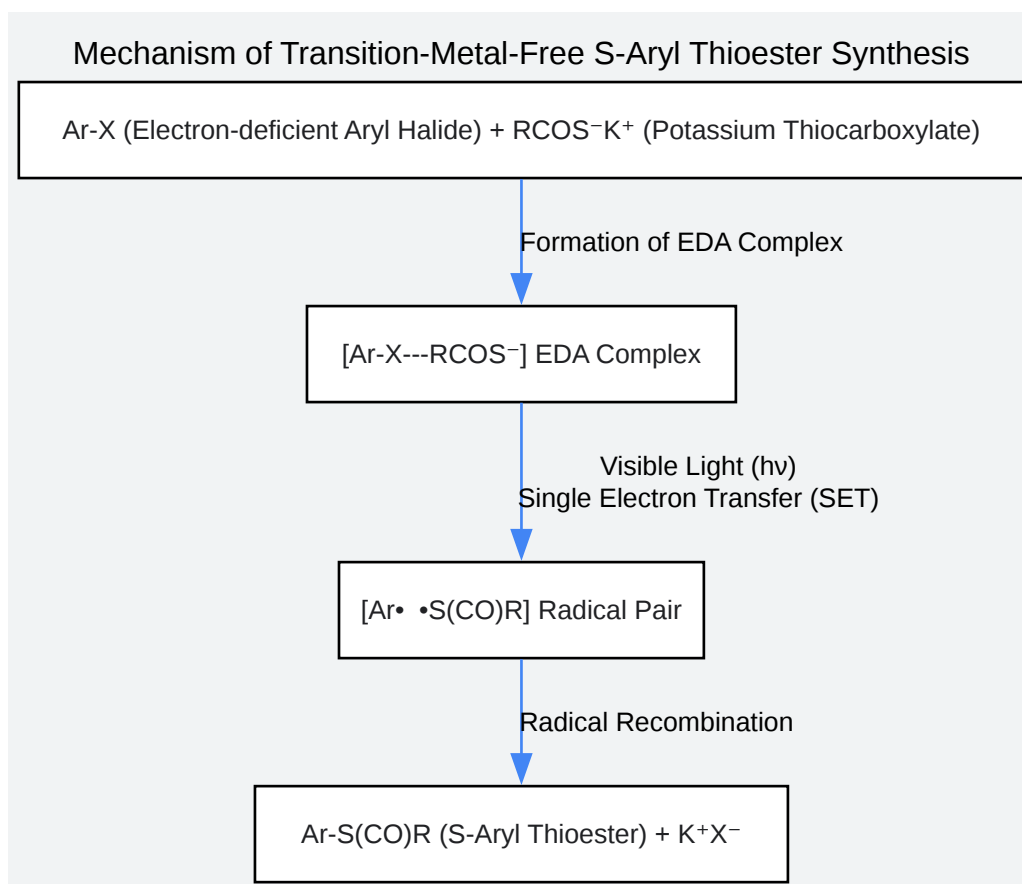 Mechanism of Transition-Metal-Free S-Aryl Thioester Synthesis
Ar-X (Electron-deficient Aryl Halide) + RCOS⁻K⁺ (Potassium Thiocarboxylate)
Formation of EDA Complex
[Ar-X---RCOS⁻] EDA Complex
Visible Light (hν)
Single Electron Transfer (SET)
[Ar•  •S(CO)R] Radical Pair
Radical Recombination
Ar-S(CO)R (S-Aryl Thioester) + K⁺X⁻